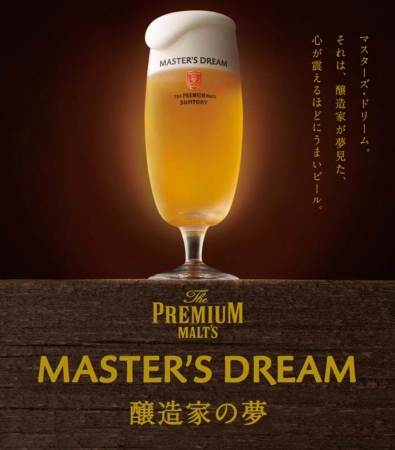 マスターズ・ドリーム。
それは、醸造家が夢見た、
心が震えるほどにうまいビール。
MASTER'S DREAM
THE PREMIUM MALT'S
SUNTORY
The
PREMIUM
MALT'S
MASTER'S DREAM
醸造家の夢